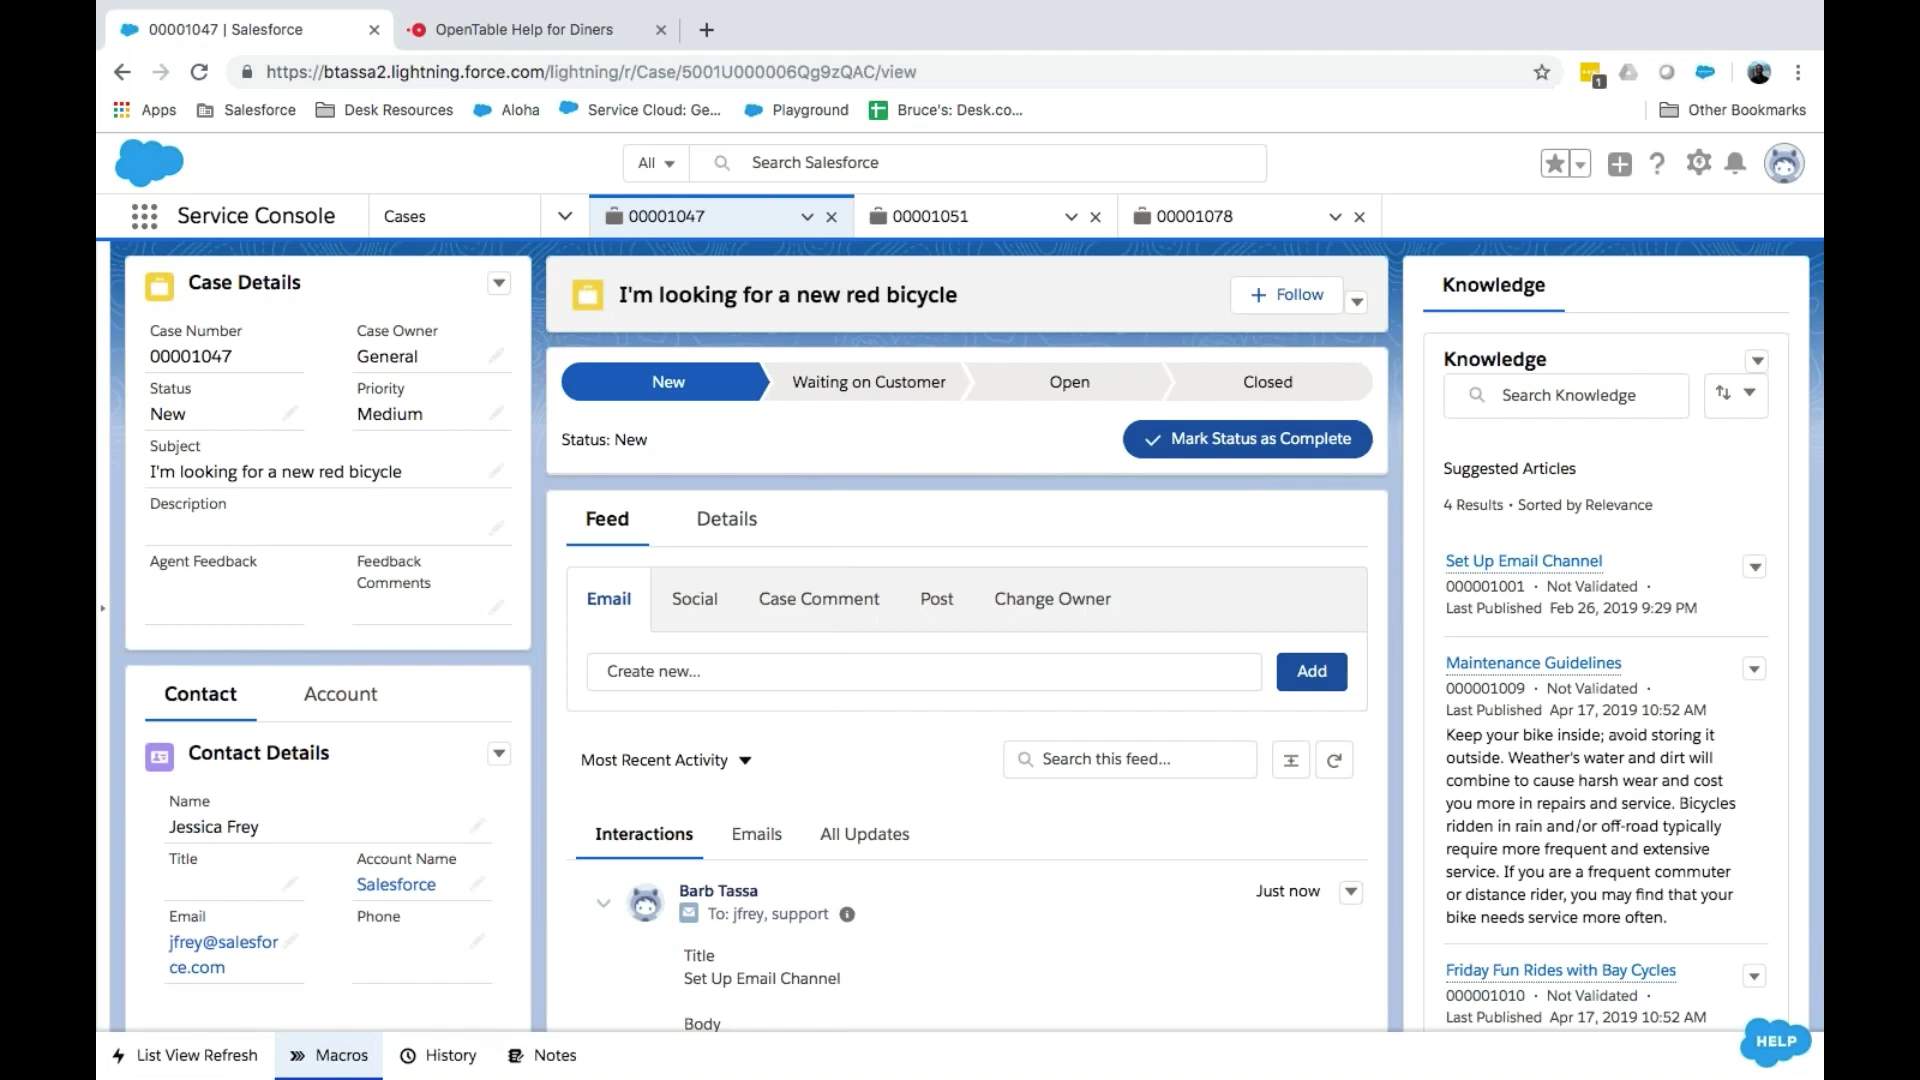 00001047 | Salesforce
OpenTable Help for Diners
https://btassa2.lightning.force.com/lightning/r/Case/5001U000006Qg9zQAC/view
1
Apps
Salesforce
Desk Resources
Aloha
Service Cloud: Ge...
Playground
Bruce's: Desk.co...
Other Bookmarks
All
Search Salesforce
Service Console
Cases
00001047
00001051
00001078
Case Details
Case Number
00001047
Case Owner
General
Status
New
Priority
Medium
Subject
I'm looking for a new red bicycle
Description
Agent Feedback
Feedback
Comments
Contact
Account
Contact Details
Name
Jessica Frey
Title
Account Name
Salesforce
Email
jfrey@salesfor
ce.com
Phone
I'm looking for a new red bicycle
+ Follow
New
Waiting on Customer
Open
Closed
Status: New
Mark Status as Complete
Feed
Details
Email
Social
Case Comment
Post
Change Owner
Create new...
Add
Most Recent Activity
Search this feed...
Interactions
Emails
All Updates
Barb Tassa
Just now
To: jfrey, support
Title
Set Up Email Channel
Body
Knowledge
Knowledge
Search Knowledge
Suggested Articles
4 Results • Sorted by Relevance
Set Up Email Channel
000001001 • Not Validated •
Last Published Feb 26, 2019 9:29 PM
Maintenance Guidelines
000001009 • Not Validated •
Last Published Apr 17, 2019 10:52 AM
Keep your bike inside; avoid storing it
outside. Weather's water and dirt will
combine to cause harsh wear and cost
you more in repairs and service. Bicycles
ridden in rain and/or off-road typically
require more frequent and extensive
service. If you are a frequent commuter
or distance rider, you may find that your
bike needs service more often.
Friday Fun Rides with Bay Cycles
000001010 • Not Validated •
Last Published Apr 17, 2019 10:52 AM
HELP
List View Refresh
Macros
History
Notes